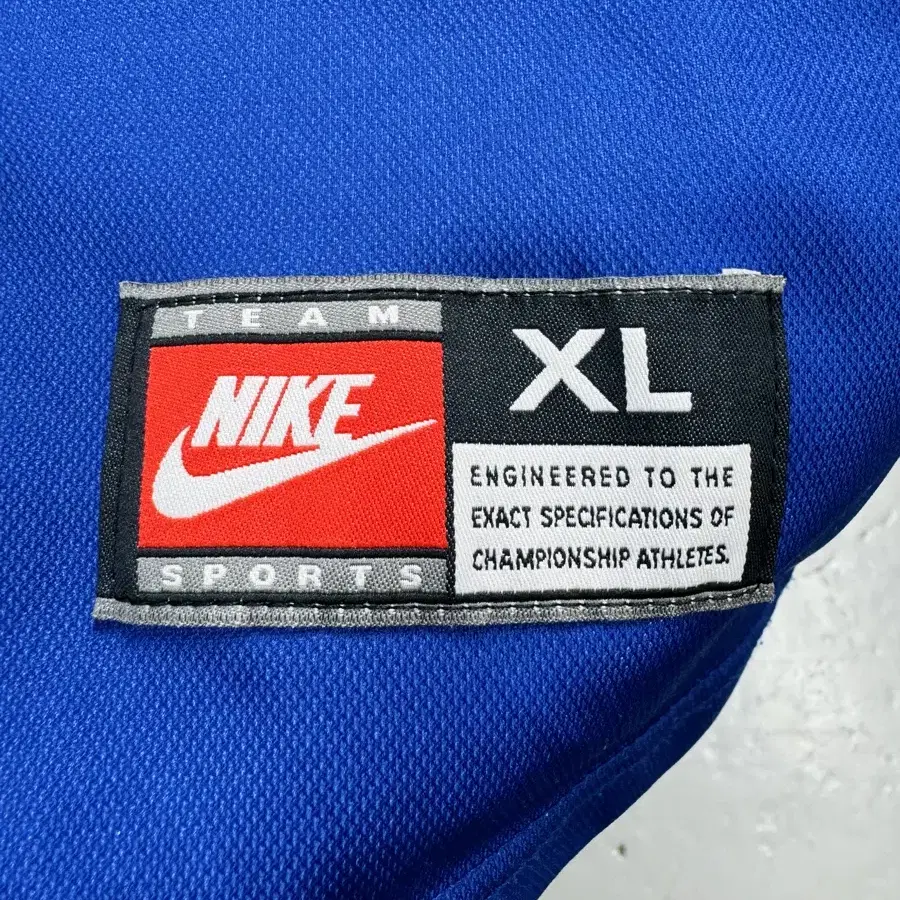 TEAM
NIKE
SPORTS
XL
ENGINEERED TO THE
EXACT SPECIFICATIONS OF
CHAMPIONSHIP ATHLETES.